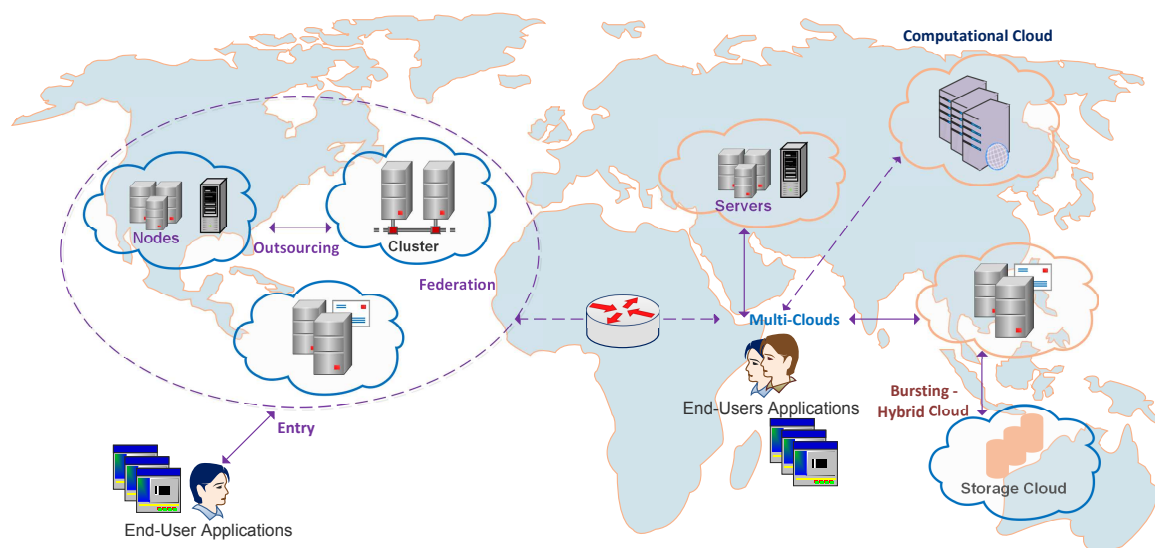 Computational Cloud
Servers
Nodes
Outsourcing
Cluster
Federation
Multi-Clouds
Bursting -
Hybrid Cloud
End-Users Applications
Entry
Storage Cloud
End-User Applications